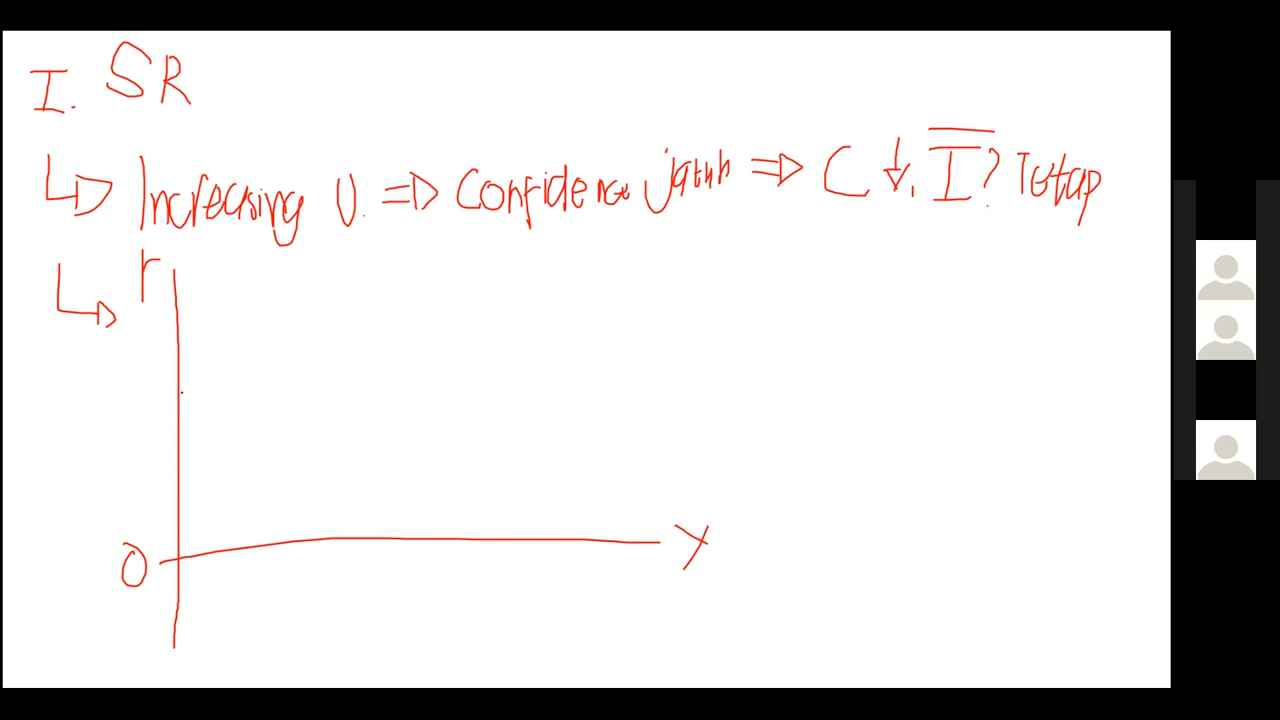 I. SR
↳ Increasing U. ⇒ Confidence jatuh ⇒ C ↓, I? Tetap
↳ r
0 Y